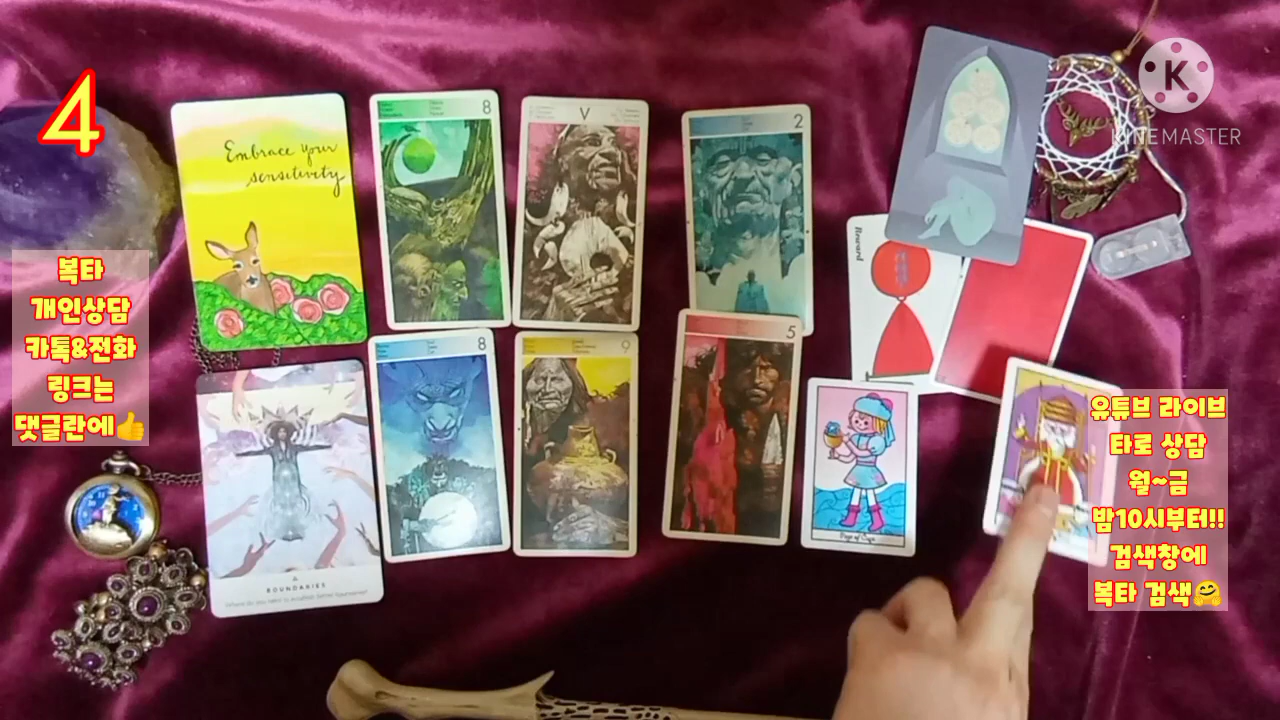 4
복타
개인상담
카톡&전화
링크는
댓글란에👍
Embrace your
sensitivity
BOUNDARIES
8
V
2
8
9
5
Reward
Page of Cups
K
KINEMASTER
유튜브 라이브
타로 상담
월~금
밤10시부터!!
검색창에
복타 검색🤗